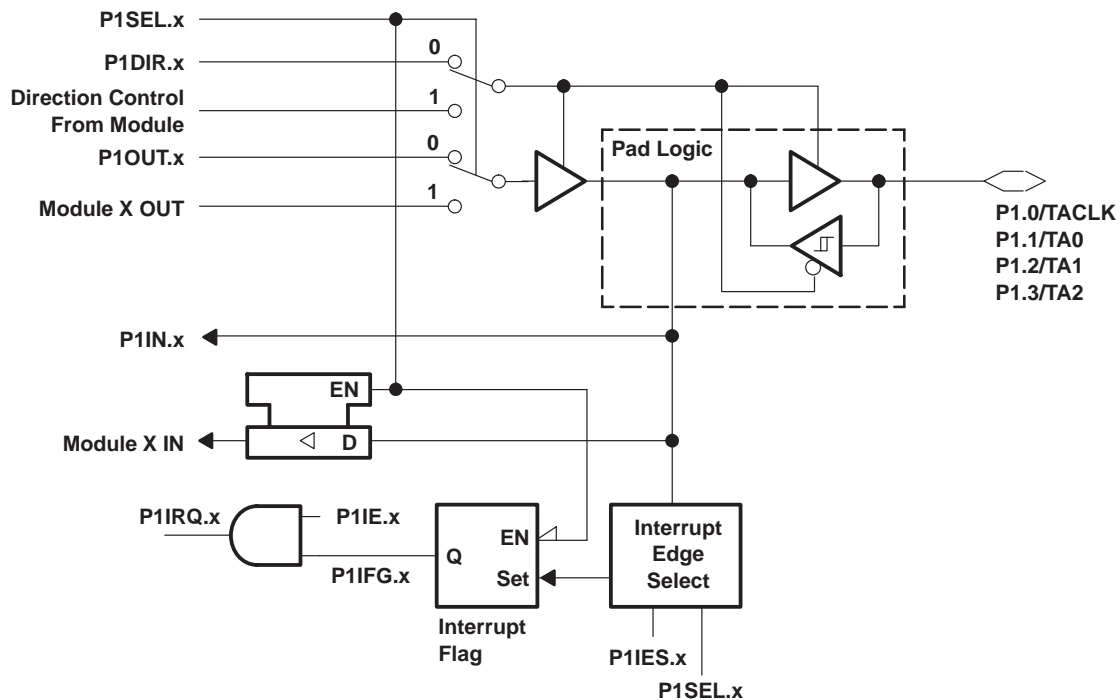 P1SEL.x
0
P1DIR.x
Direction Control
From Module
1
0
P1OUT.x
1
Module X OUT
Pad Logic
P1.0/TACLK
P1.1/TA0
P1.2/TA1
P1.3/TA2
P1IN.x
EN
Module X IN
D
P1IRQ.x
P1IE.x
P1IFG.x
Q
EN
Set
Interrupt
Flag
Interrupt
Edge
Select
P1IES.x
P1SEL.x